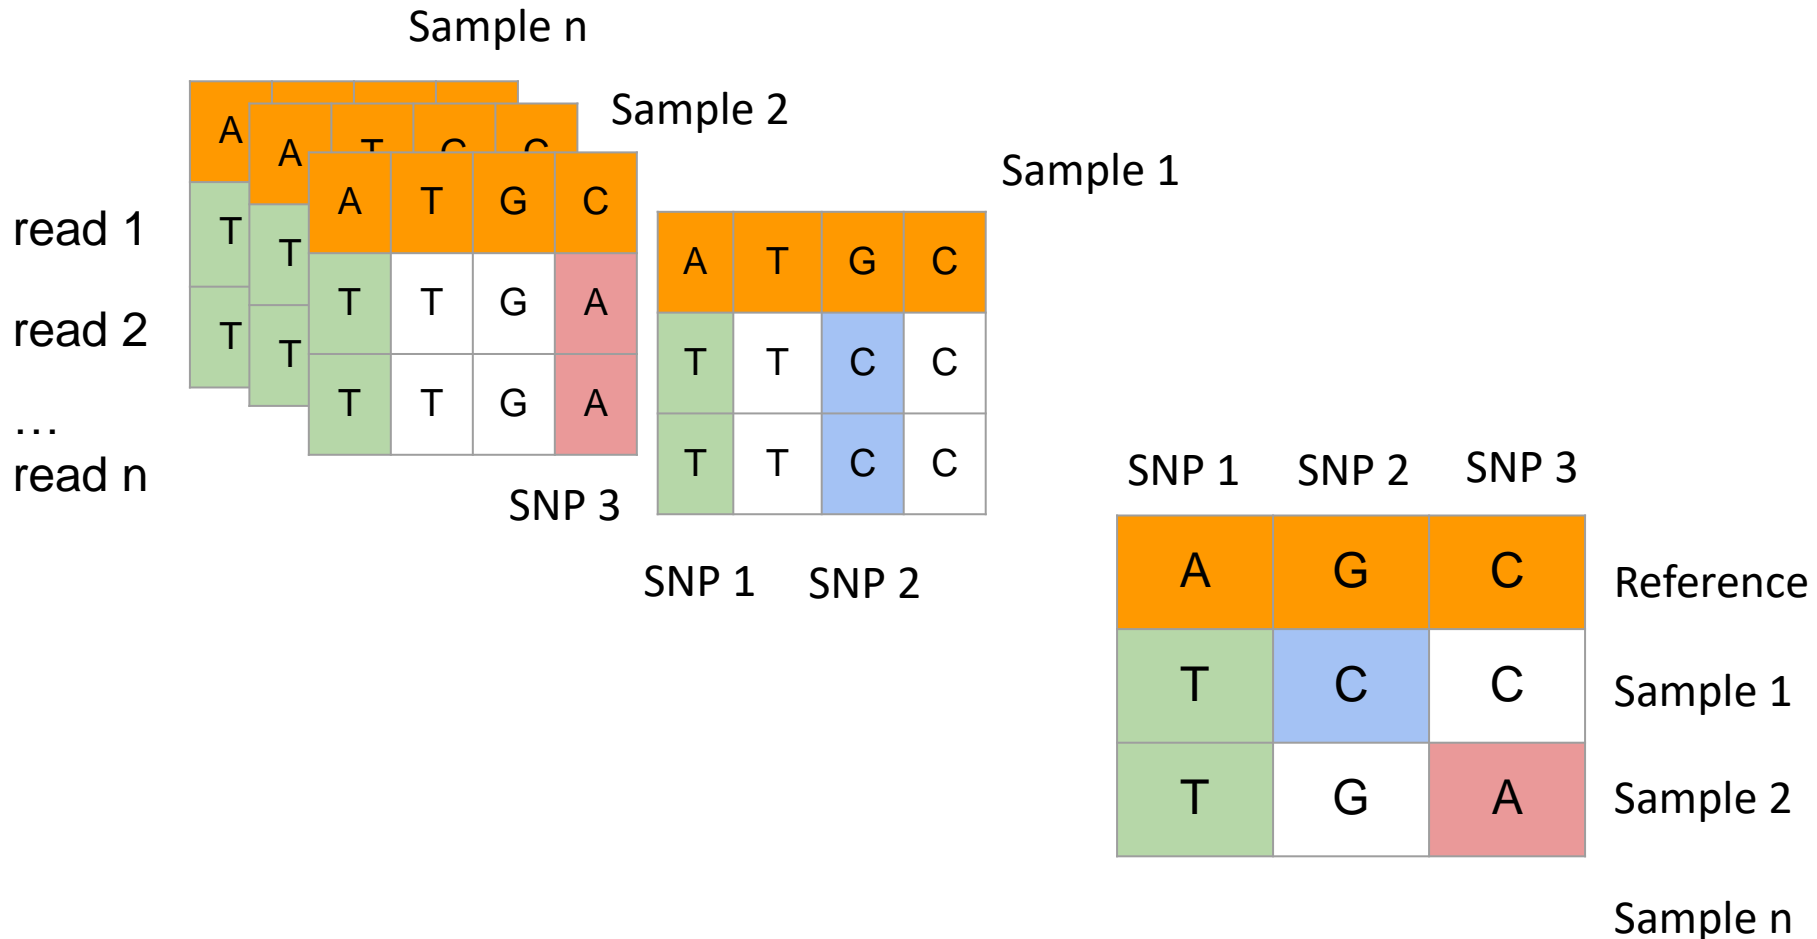 Sample n
Sample 2
Sample 1
A
A T
A T G C
read 1 T T T T G A
read 2 T T T T G A
…
read n
SNP 3
A T G C
T T C C
T T C C
SNP 1 SNP 2
SNP 1 SNP 2 SNP 3
A G C Reference
T C C Sample 1
T G A Sample 2
Sample n